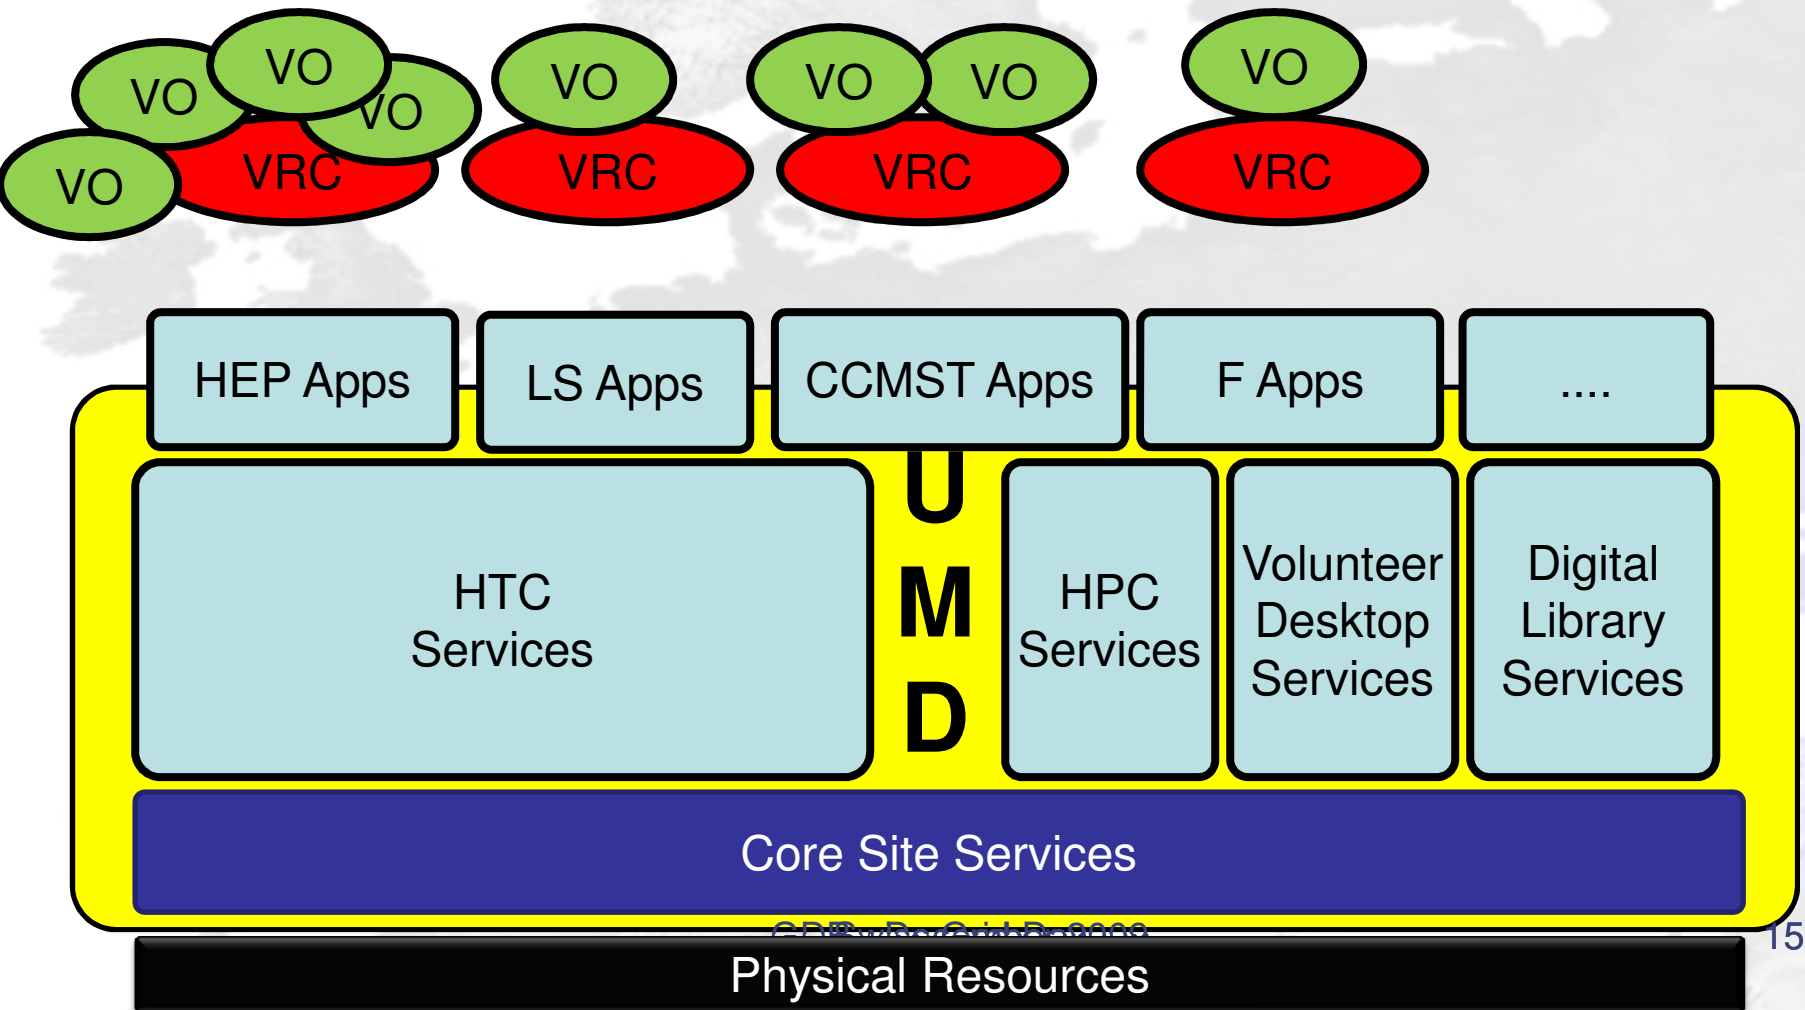 VO
VO
VO
VO
VRC
VO
VRC
VO
VO
VRC
VO
VRC
HEP Apps
LS Apps
CCMST Apps
F Apps
....
HTC
Services
U
M
D
HPC
Services
Volunteer
Desktop
Services
Digital
Library
Services
Core Site Services
15
Physical Resources